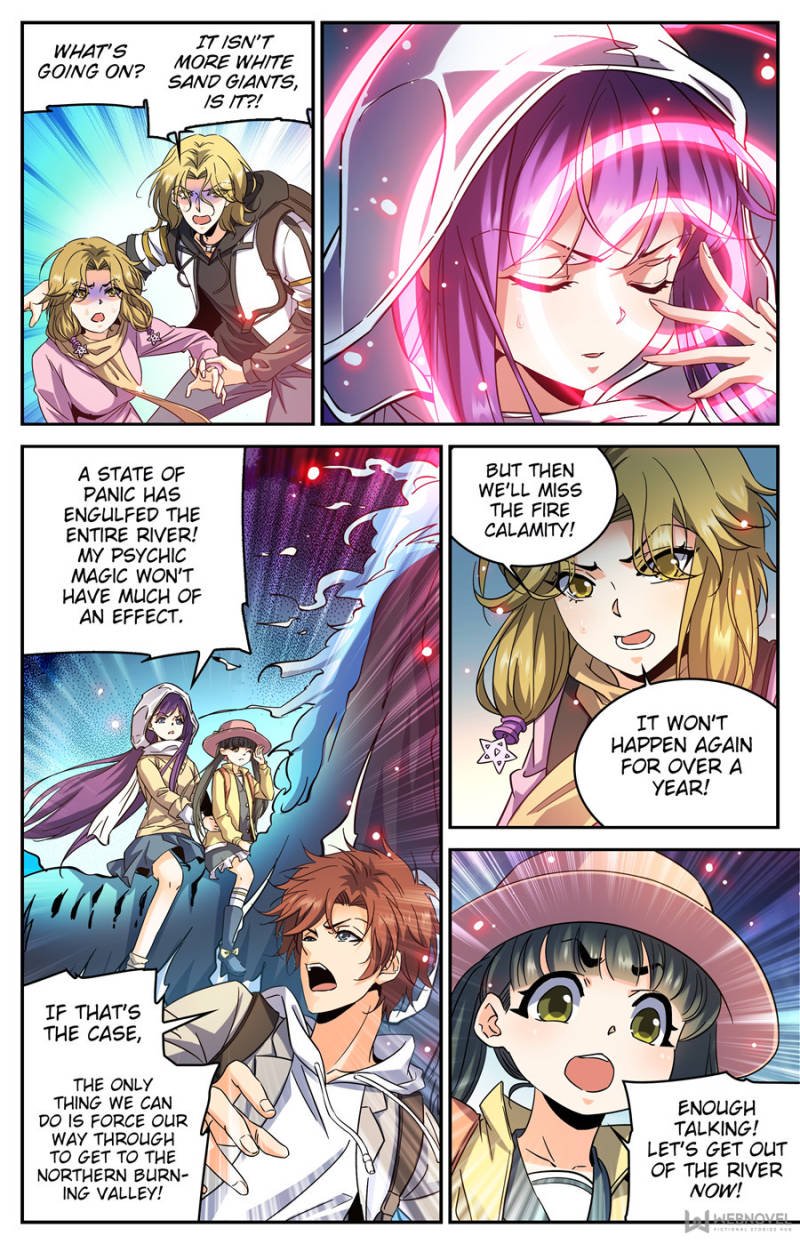 WHAT'S
GOING ON?
IT ISN'T
MORE WHITE
SAND GIANTS,
IS IT?!
A STATE OF
PANIC HAS
ENGULFED THE
ENTIRE RIVER!
MY PSYCHIC
MAGIC WON'T
HAVE MUCH OF
AN EFFECT.
IF THAT'S
THE CASE,
THE ONLY
THING WE CAN
DO IS FORCE OUR
WAY THROUGH
TO GET TO THE
NORTHERN BURN-
ING VALLEY!
BUT THEN
WE'LL MISS
THE FIRE
CALAMITY!
IT WON'T
HAPPEN AGAIN
FOR OVER A
YEAR!
ENOUGH
TALKING!
LET'S GET OUT
OF THE RIVER
NOW!
WEBNOVEL
FICTIONAL STORIES HUB